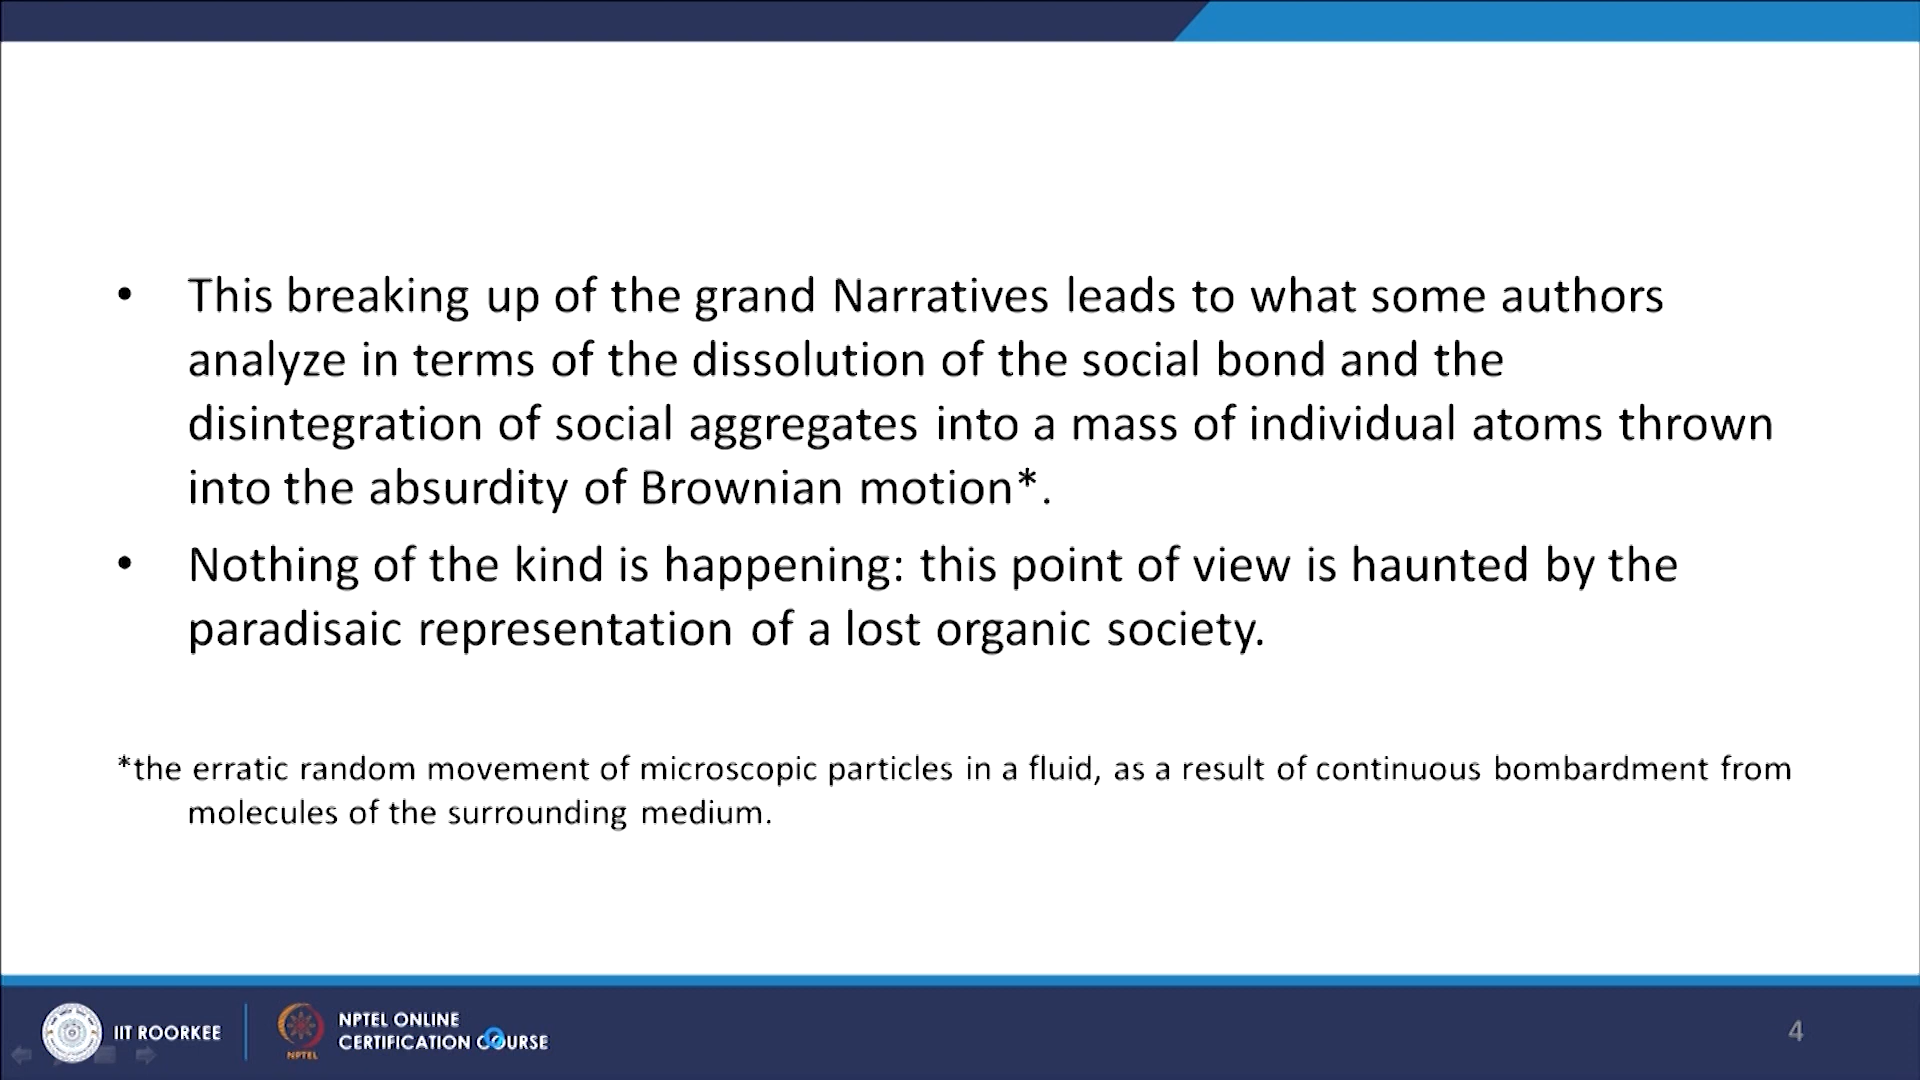 • This breaking up of the grand Narratives leads to what some authors
analyze in terms of the dissolution of the social bond and the
disintegration of social aggregates into a mass of individual atoms thrown
into the absurdity of Brownian motion*.
• Nothing of the kind is happening: this point of view is haunted by the
paradisaic representation of a lost organic society.
*the erratic random movement of microscopic particles in a fluid, as a result of continuous bombardment from
molecules of the surrounding medium.
IIT ROORKEE
NPTEL
NPTEL ONLINE
CERTIFICATION COURSE
4